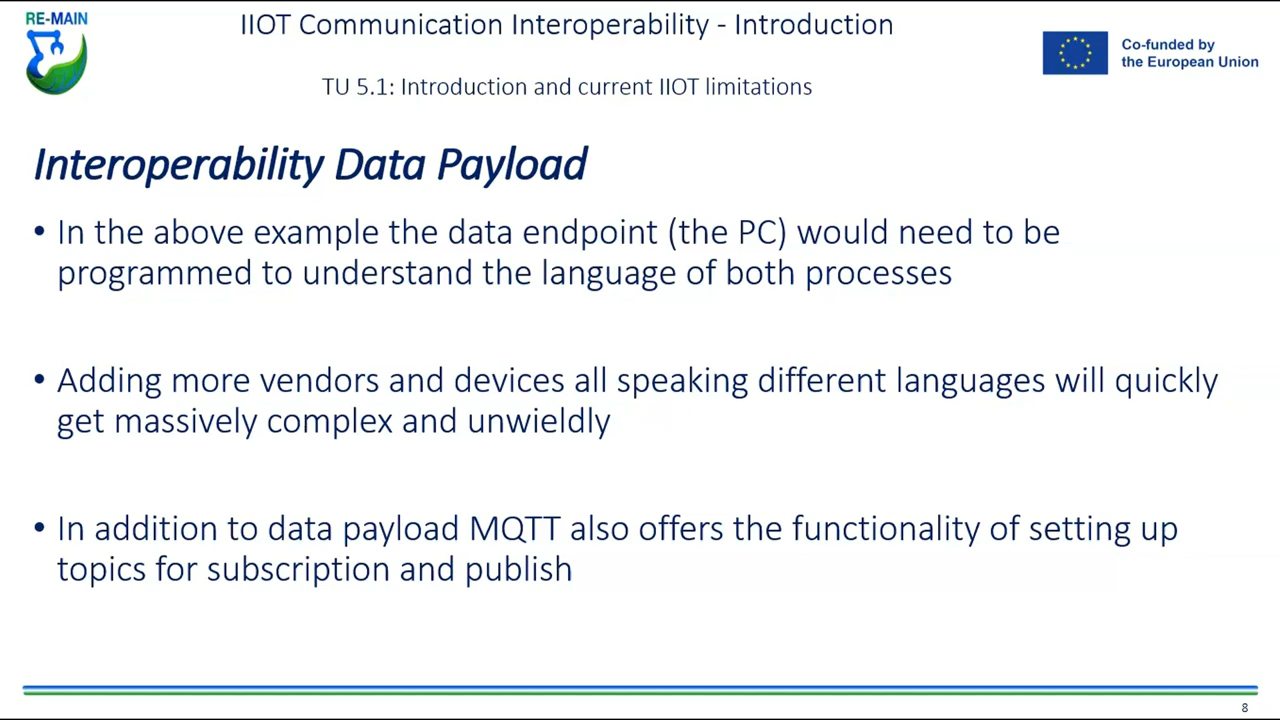 RE-MAIN
IIOT Communication Interoperability - Introduction
Co-funded by
the European Union
TU 5.1: Introduction and current IIOT limitations
Interoperability Data Payload
• In the above example the data endpoint (the PC) would need to be
programmed to understand the language of both processes
• Adding more vendors and devices all speaking different languages will quickly
get massively complex and unwieldly
• In addition to data payload MQTT also offers the functionality of setting up
topics for subscription and publish
8